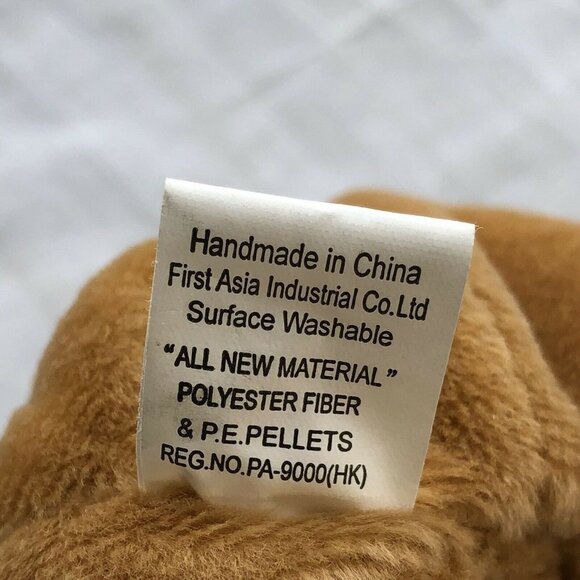 Handmade in China
First Asia Industrial Co.Ltd
Surface Washable
"ALL NEW MATERIAL"
POLYESTER FIBER
& P.E.PELLETS
REG.NO.PA-9000(HK)